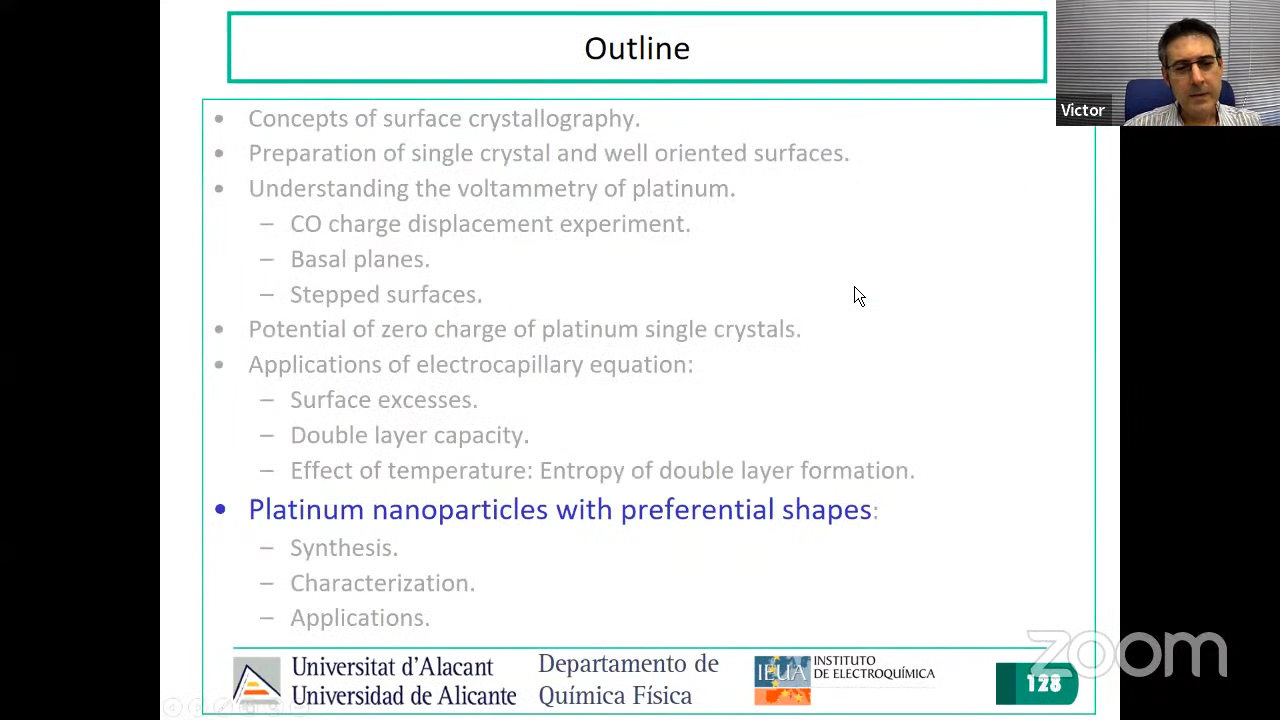 Outline
Victor
• Concepts of surface crystallography.
• Preparation of single crystal and well oriented surfaces.
• Understanding the voltammetry of platinum.
– CO charge displacement experiment.
– Basal planes.
– Stepped surfaces.
• Potential of zero charge of platinum single crystals.
• Applications of electrocapillary equation:
– Surface excesses.
– Double layer capacity.
– Effect of temperature: Entropy of double layer formation.
• Platinum nanoparticles with preferential shapes:
– Synthesis.
– Characterization.
– Applications.
zoom
Universitat d'Alacant
Universidad de Alicante
Departamento de
Química Física
IEUA
INSTITUTO
DE ELECTROQUÍMICA
128